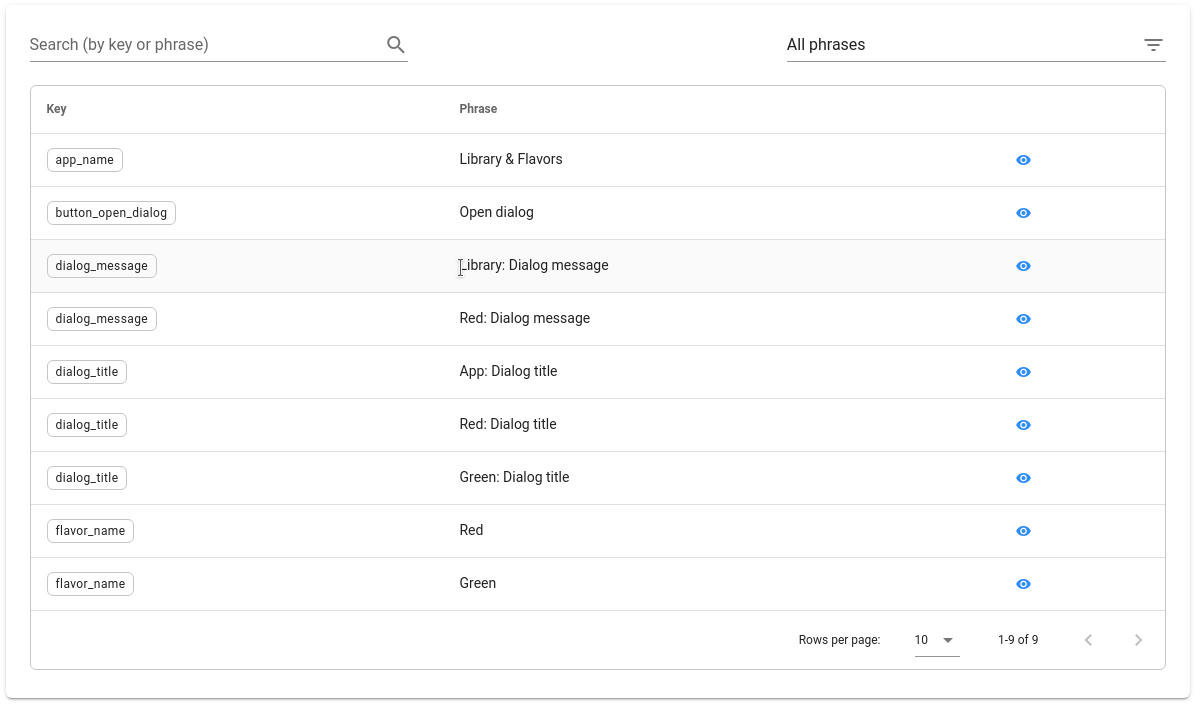 Search (by key or phrase)
All phrases
Key Phrase
app_name Library & Flavors
button_open_dialog Open dialog
dialog_message Library: Dialog message
dialog_message Red: Dialog message
dialog_title App: Dialog title
dialog_title Red: Dialog title
dialog_title Green: Dialog title
flavor_name Red
flavor_name Green
Rows per page: 10 1-9 of 9